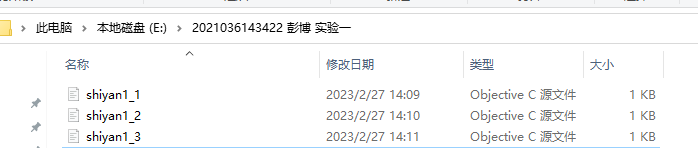 此电脑 › 本地磁盘 (E:) › 2021036143422 彭博 实验一
名称 修改日期 类型 大小
shiyan1_1 2023/2/27 14:09 Objective C 源文件 1 KB
shiyan1_2 2023/2/27 14:10 Objective C 源文件 1 KB
shiyan1_3 2023/2/27 14:11 Objective C 源文件 1 KB